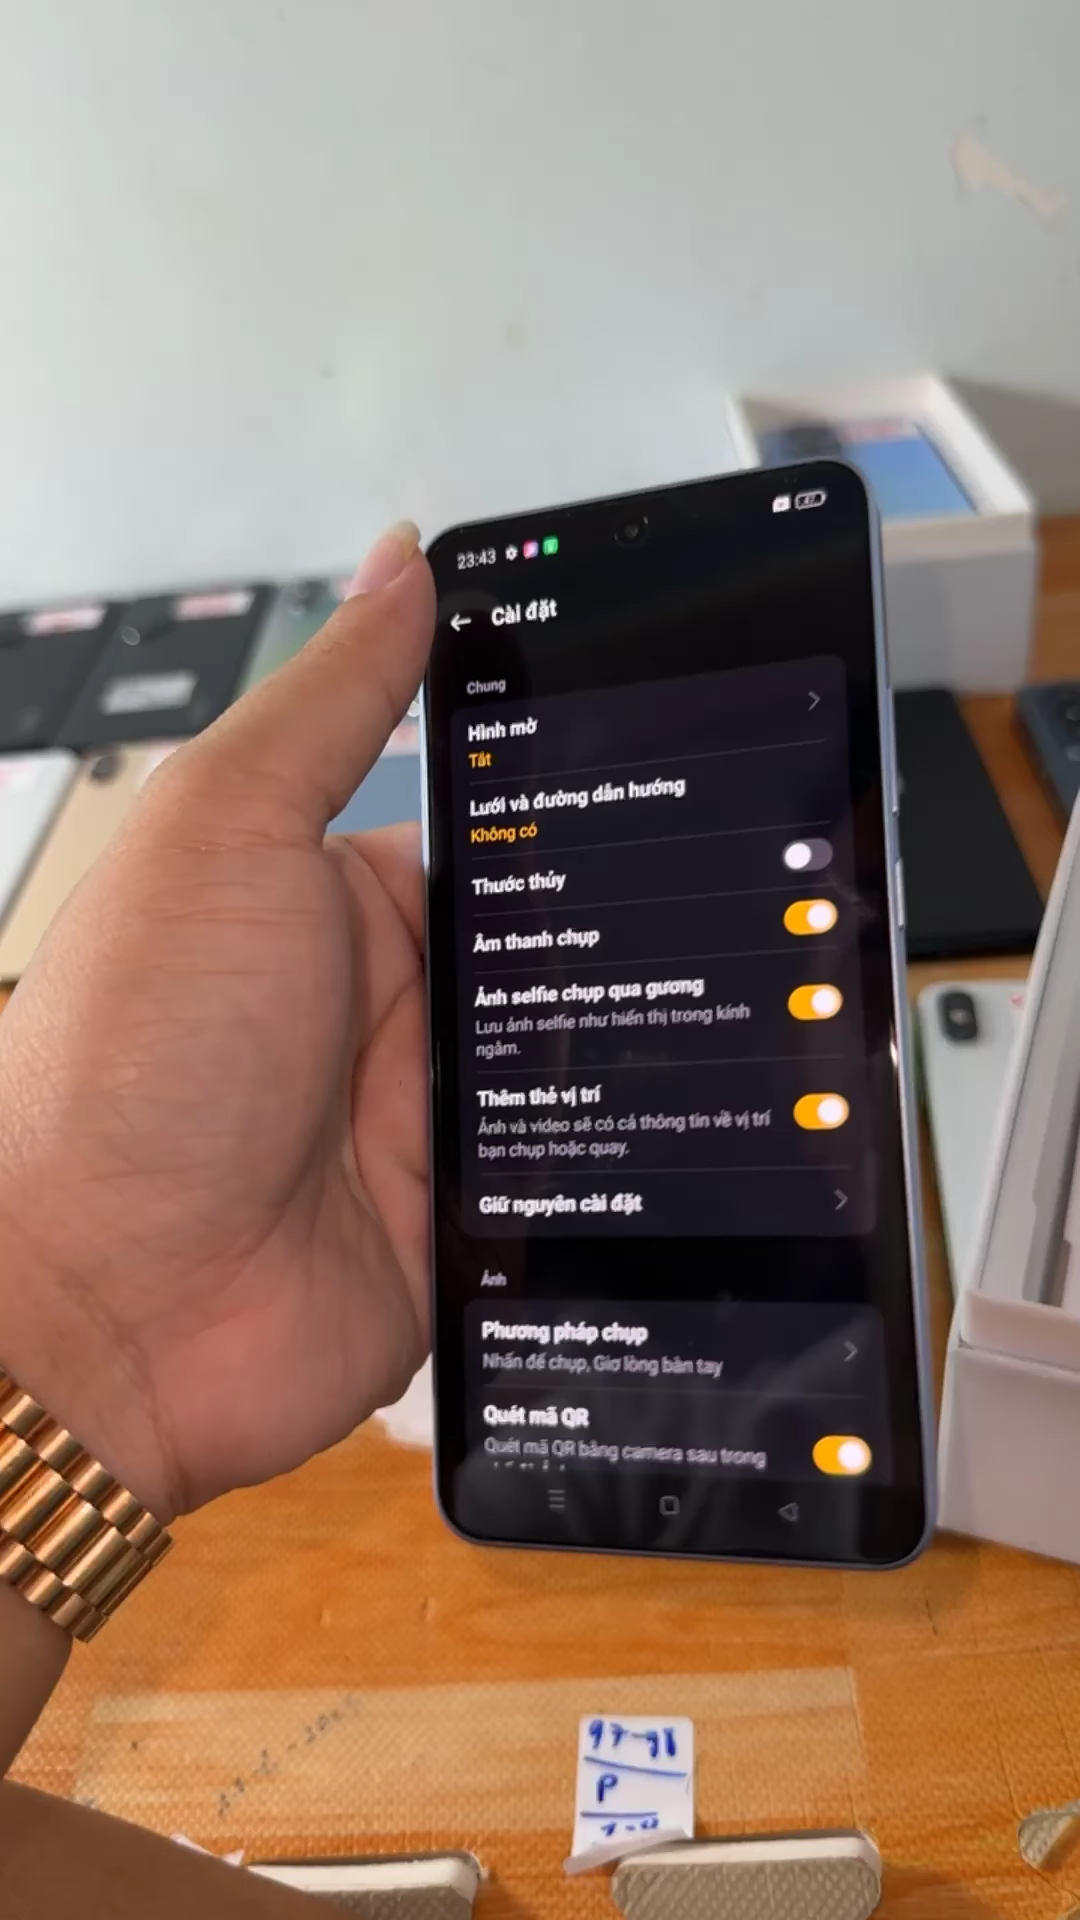 23:43
Cài đặt
Chung
Hình mờ
Tắt
Lưới và đường dẫn hướng
Không có
Thước thủy
Âm thanh chụp
Ảnh selfie chụp qua gương
Lưu ảnh selfie như hiển thị trong kính
ngắm.
Thêm thẻ vị trí
Ảnh và video sẽ có cả thông tin về vị trí
bạn chụp hoặc quay.
Giữ nguyên cài đặt
Ảnh
Phương pháp chụp
Nhấn để chụp, Giơ lòng bàn tay
Quét mã QR
Quét mã QR bằng camera sau trong
97-98
P